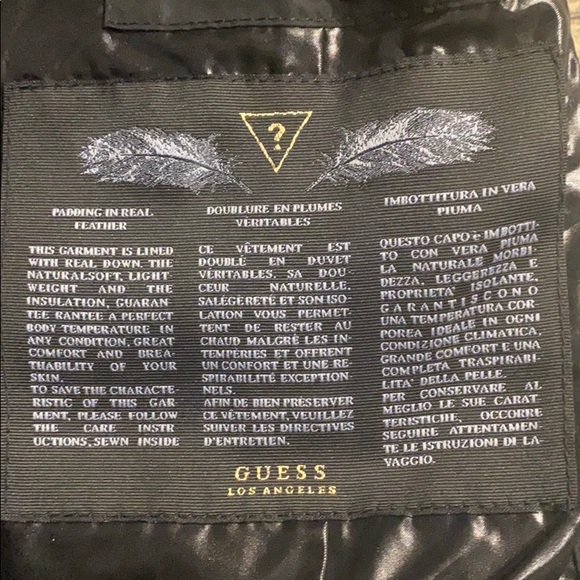 ?
PADDING IN REAL
FEATHER
THIS GARMENT IS LINED
WITH REAL DOWN, THE
NATURALSOFT, LIGHT-
WEIGHT AND THE
INSULATION, GUARAN-
TEE RANTEE A PERFECT
BODY TEMPERATURE IN
ANY CONDITION, GREAT
COMFORT AND BREA-
THABILITY OF YOUR
SKIN.
TO SAVE THE CHARACTE-
RISTIC OF THIS GAR
MENT, PLEASE FOLLOW
THE CARE INSTR
UCTIONS, SEWN INSIDE
DOUBLURE EN PLUMES
VÈRITABLES
CE VÊTEMENT EST
DOUBLÉ EN DUVET
VÉRITABLES. SA DOU-
CEUR NATURELLE,
SALÉGÈRETÉ ET SON ISO-
LATION VOUS PERMET-
TENT DE RESTER AU
CHAUD MALGRÉ LES IN-
TEMPÉRIES ET OFFRENT
UN CONFORT ET UNE RE-
SPIRABILITÉ EXCEPTION
NELS.
AFIN DE BIEN PRÉSERVER
CE VÊTEMENT, VEUILLEZ
SUIVER LES DIRECTIVES
D'ENTRETIEN.
IMBOTTITURA IN VERA
PIUMA
QUESTO CAPO è IMBOTTI-
TO CON VERA PIUMA
LA NATURALE MORBI-
DEZZA, LEGGEREZZA E
PROPRIETÀ ISOLANTE,
GARANTISCONO
UNA TEMPERATURA COR
POREA IDEALE IN OGNI
CONDIZIONE CLIMATICA,
GRANDE COMFORT E UNA
COMPLETA TRASPIRABI-
LITA' DELLA PELLE.
PER CONSERVARE AL
MEGLIO LE SUE CARAT-
TERISTICHE, OCCORRE
SEGUIRE ATTENTAMEN-
TE LE ISTRUZIONI DI LA-
VAGGIO.
GUESS
LOS ANGELES